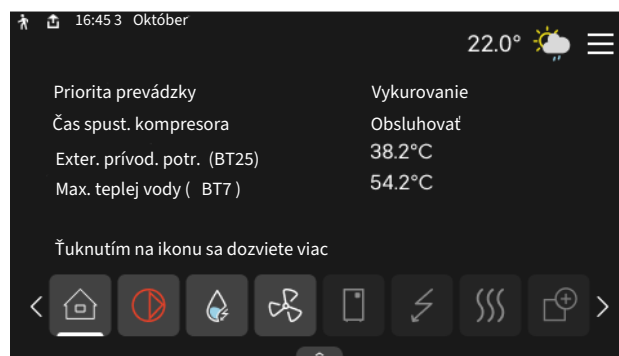 16:45 3 Október
22.0°
Priorita prevádzky Vykurovanie
Čas spust. kompresora Obsluhovať
Exter. prívod. potr. (BT25) 38.2°C
Max. teplej vody ( BT7 ) 54.2°C
Ťuknutím na ikonu sa dozviete viac